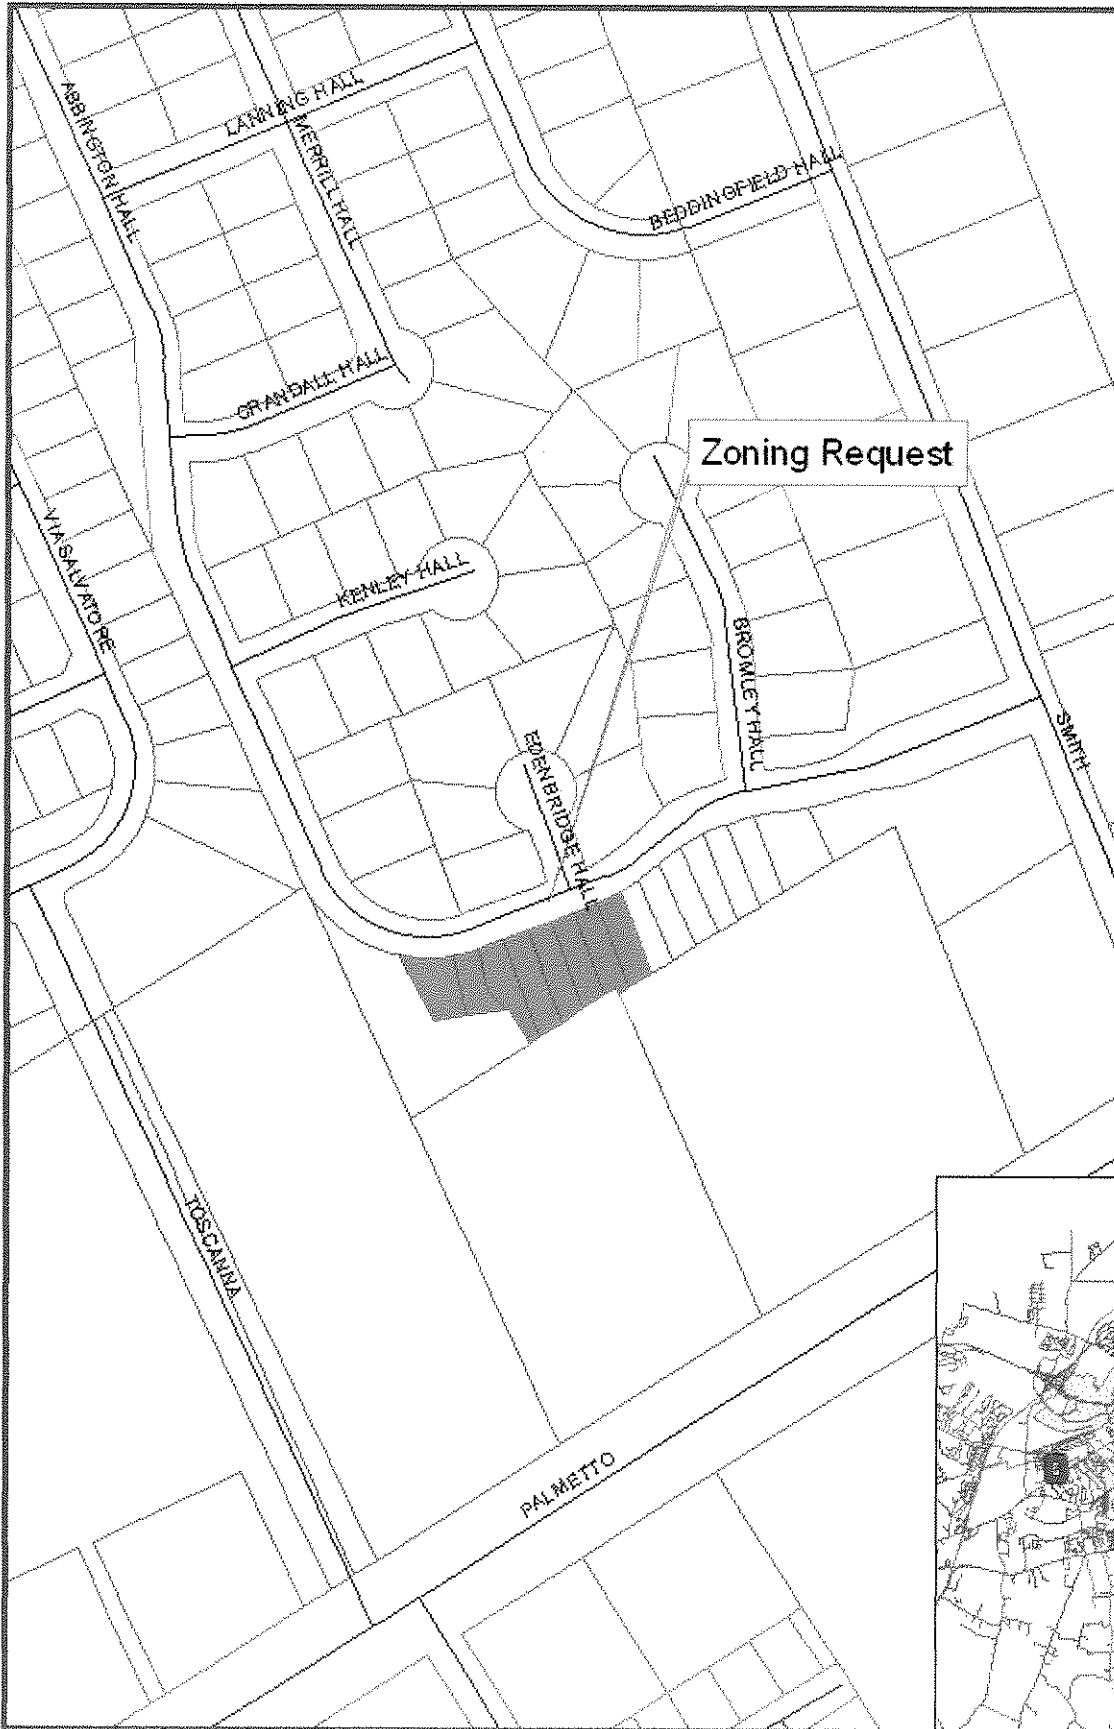 ABBINGTON HALL
LANNING HALL
MERRILL HALL
BEDDINGFIELD HALL
CRANDALL HALL
Zoning Request
VIA SALVATORE
KENLEY HALL
BROMLEY HALL
EDENBRIDGE HALL
SMITH
TOSCANNA
PALMETTO